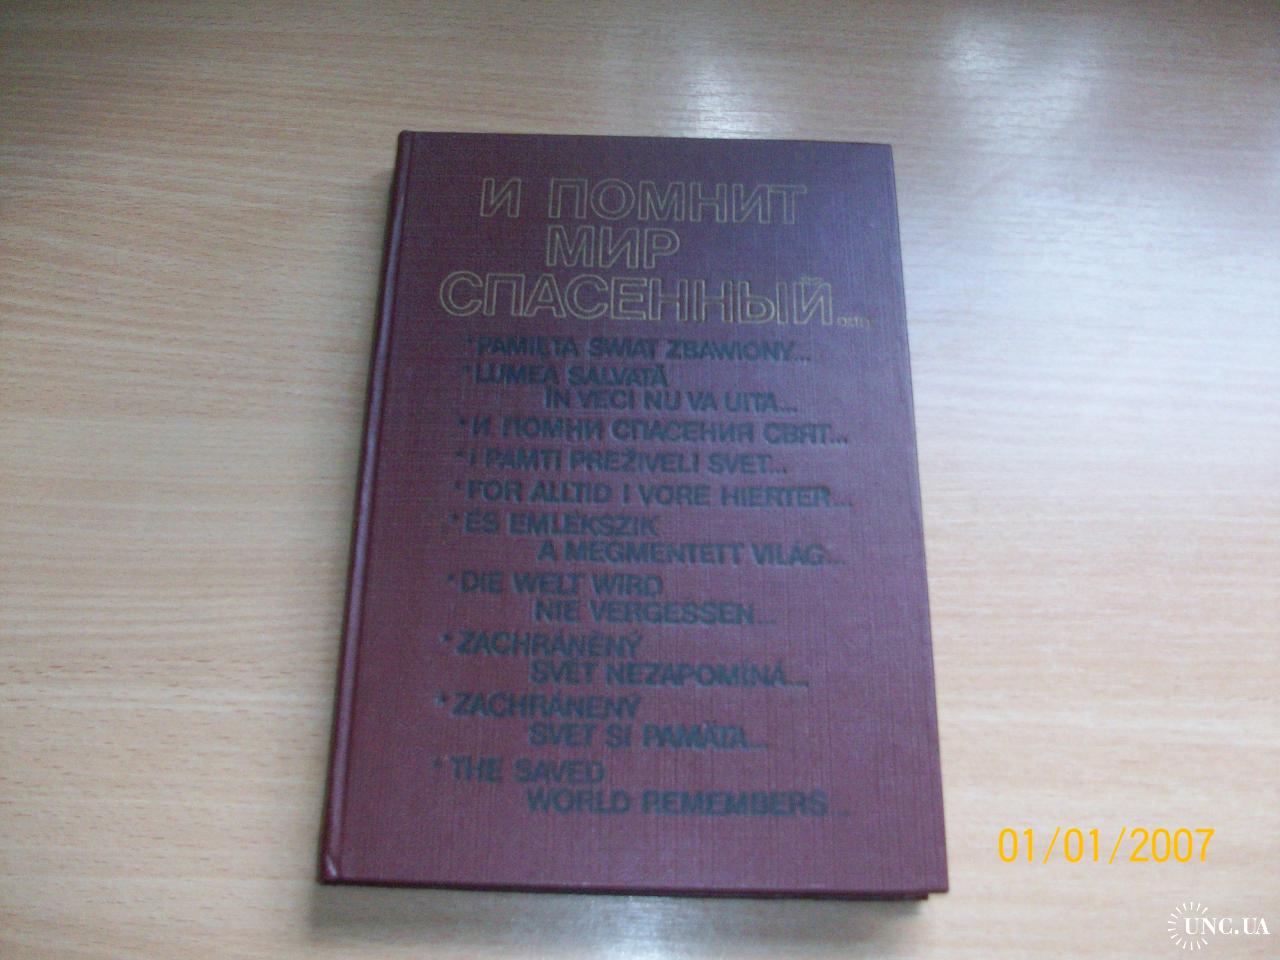 И ПОМНИТ
МИР
СПАСЕННЫЙ...
*PAMIĘTA ŚWIAT ZBAWIONY...
*LUMEA SALVATĂ
ÎN VECI NU VA UITA...
*И ПОМНИ СПАСЕНИЯ СВЯТ...
*I PAMTI PREŽIVELI SVET...
*FOR ALLTID I VORE HIERTER...
*ÉS EMLÉKSZIK
A MEGMENTETT VILÁG...
*DIE WELT WIRD
NIE VERGESSEN...
*ZACHRÁNĚNÝ
SVĚT NEZAPOMÍNÁ...
*ZACHRÁNENÝ
SVET SI PAMÄTÁ...
*THE SAVED
WORLD REMEMBERS...
01/01/2007
UNC.UA